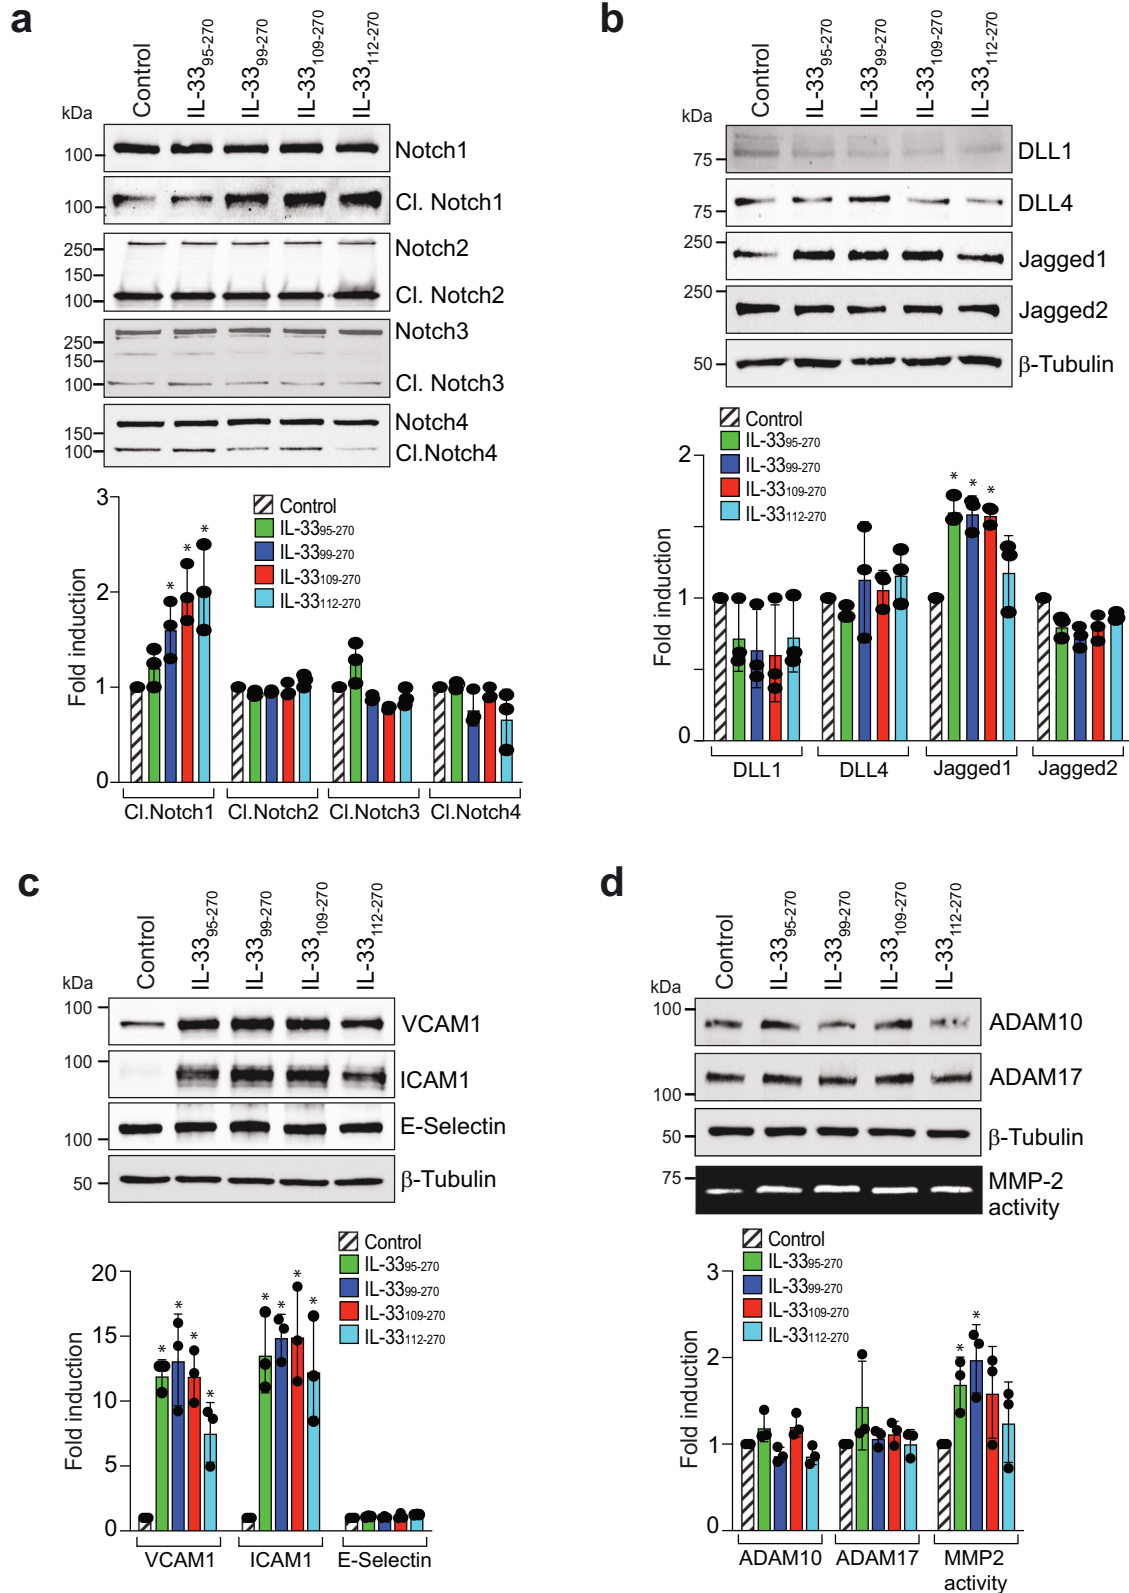 a
kDa
Control
IL-3395-270
IL-3399-270
IL-33109-270
IL-33112-270
100
Notch1
100
Cl. Notch1
250
150
100
Notch2
Cl. Notch2
250
150
100
Notch3
Cl. Notch3
150
100
Notch4
Cl.Notch4
Control
IL-3395-270
IL-3399-270
IL-33109-270
IL-33112-270
Fold induction
3
2
1
0
* * *
Cl.Notch1 Cl.Notch2 Cl.Notch3 Cl.Notch4
b
kDa
Control
IL-3395-270
IL-3399-270
IL-33109-270
IL-33112-270
75
DLL1
75
DLL4
250
Jagged1
250
Jagged2
50
β-Tubulin
Control
IL-3395-270
IL-3399-270
IL-33109-270
IL-33112-270
Fold induction
2
1
0
* * *
DLL1 DLL4 Jagged1 Jagged2
c
kDa
Control
IL-3395-270
IL-3399-270
IL-33109-270
IL-33112-270
100
VCAM1
100
ICAM1
100
E-Selectin
50
β-Tubulin
Control
IL-3395-270
IL-3399-270
IL-33109-270
IL-33112-270
Fold induction
20
15
10
5
0
* * * * * * * *
VCAM1 ICAM1 E-Selectin
d
kDa
Control
IL-3395-270
IL-3399-270
IL-33109-270
IL-33112-270
100
ADAM10
100
ADAM17
50
β-Tubulin
75
MMP-2
activity
Control
IL-3395-270
IL-3399-270
IL-33109-270
IL-33112-270
Fold induction
3
2
1
0
* *
ADAM10 ADAM17 MMP2
activity